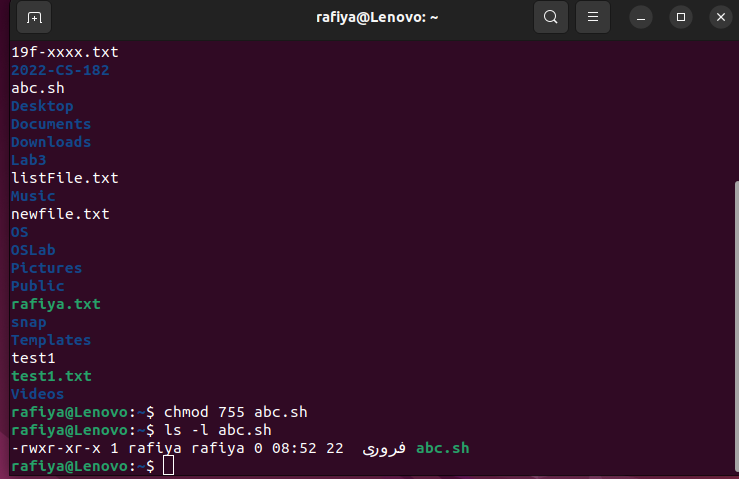 rafiya@Lenovo: ~
19f-xxxx.txt
2022-CS-182
abc.sh
Desktop
Documents
Downloads
Lab3
listFile.txt
Music
newfile.txt
OS
OSLab
Pictures
Public
rafiya.txt
snap
Templates
test1
test1.txt
Videos
rafiya@Lenovo:~$ chmod 755 abc.sh
rafiya@Lenovo:~$ ls -l abc.sh
-rwxr-xr-x 1 rafiya rafiya 0 08:52 22  فروری abc.sh
rafiya@Lenovo:~$